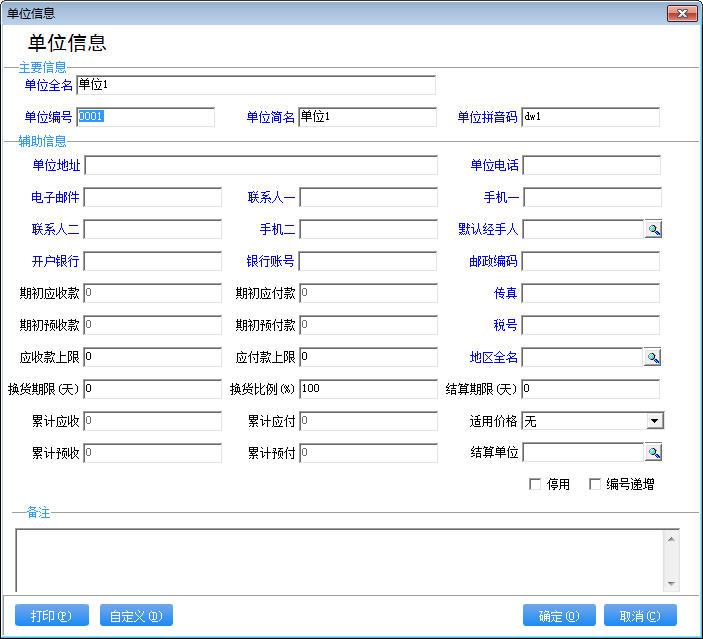 单位信息
单位信息
主要信息
单位全名 单位1
单位编号 0001 单位简名 单位1 单位拼音码 dw1
辅助信息
单位地址 单位电话
电子邮件 联系人一 手机一
联系人二 手机二 默认经手人
开户银行 银行账号 邮政编码
期初应收款 0 期初应付款 0 传真
期初预收款 0 期初预付款 0 税号
应收款上限 0 应付款上限 0 地区全名
换货期限(天) 0 换货比例(%) 100 结算期限(天) 0
累计应收 0 累计应付 0 适用价格 无
累计预收 0 累计预付 0 结算单位
停用 编号递增
备注
打印(P) 自定义(D) 确定(O) 取消(C)